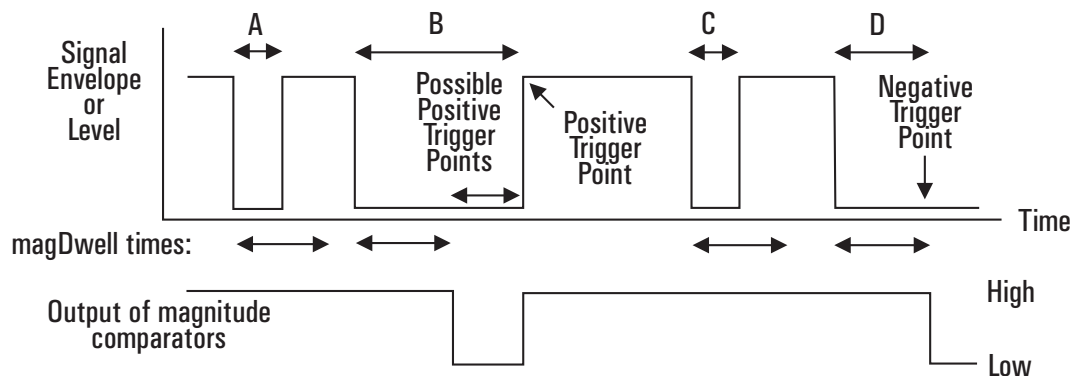 A
B
C
D
Signal
Envelope
or
Level
Possible
Positive
Trigger
Points
Positive
Trigger
Point
Negative
Trigger
Point
Time
magDwell times:
High
Output of magnitude
comparators
Low